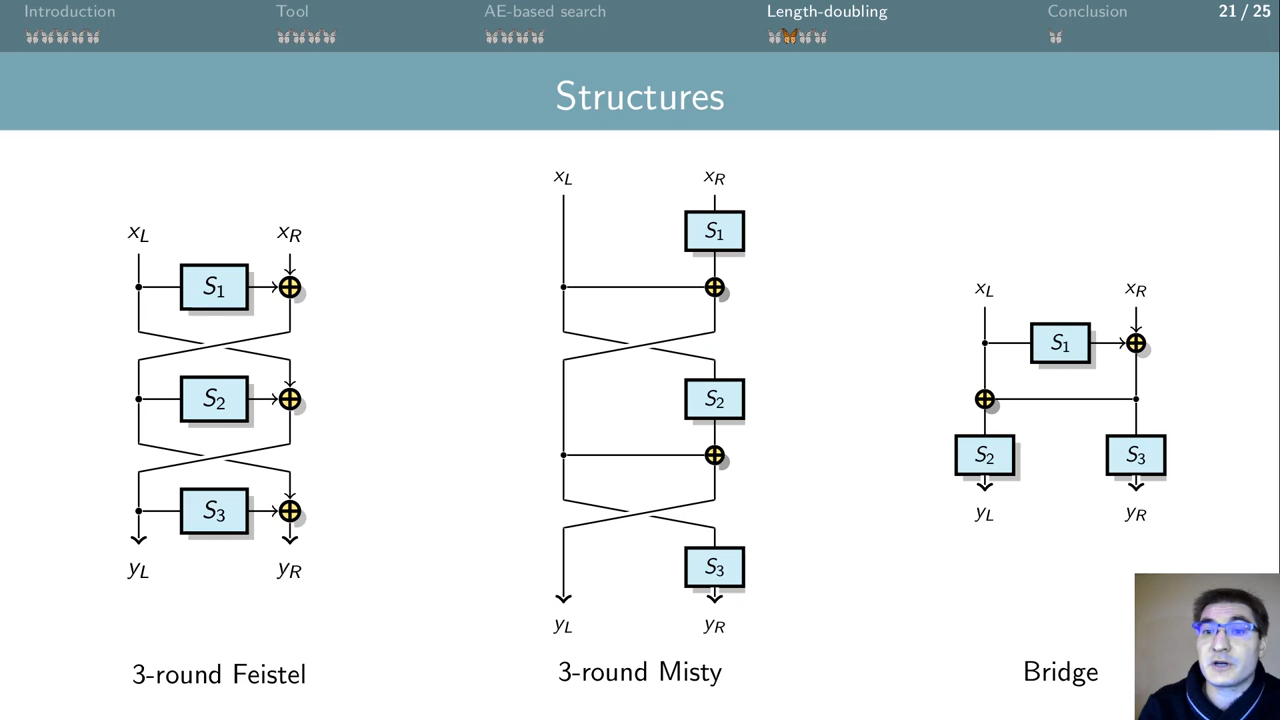 Introduction
Tool
AE-based search
Length-doubling
Conclusion
21 / 25
Structures
xL xR
S1
S2
S3
yL yR
3-round Feistel
xL xR
S1
S2
S3
yL yR
3-round Misty
xL xR
S1
S2 S3
yL yR
Bridge